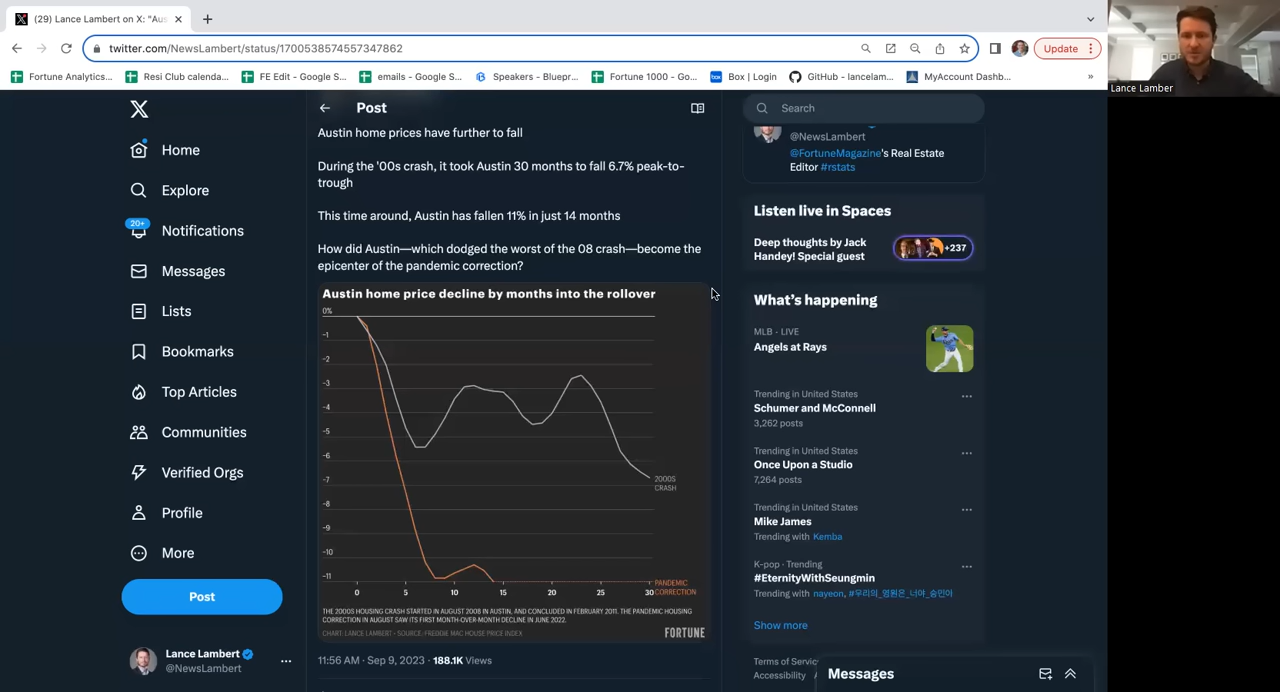 (29) Lance Lambert on X: "Aus
twitter.com/NewsLambert/status/1700538574557347862
Update
Fortune Analytics...
Resi Club calenda...
FE Edit - Google S...
emails - Google S...
Speakers - Bluepr...
Fortune 1000 - Go...
Box | Login
GitHub - lancelam...
MyAccount Dashb...
»
Lance Lamber
X
Home
Explore
20+
Notifications
Messages
Lists
Bookmarks
Top Articles
Communities
Verified Orgs
Profile
More
Post
Lance Lambert
@NewsLambert
Post
Austin home prices have further to fall
During the '00s crash, it took Austin 30 months to fall 6.7% peak-to-
trough
This time around, Austin has fallen 11% in just 14 months
How did Austin—which dodged the worst of the 08 crash—become the
epicenter of the pandemic correction?
Austin home price decline by months into the rollover
0%
-1
-2
-3
-4
-5
-6
-7
-8
-9
-10
-11
0 5 10 15 20 25 30
2000S
CRASH
PANDEMIC
CORRECTION
THE 2000S HOUSING CRASH STARTED IN AUGUST 2008 IN AUSTIN, AND CONCLUDED IN FEBRUARY 2011. THE PANDEMIC HOUSING
CORRECTION IN AUGUST SAW ITS FIRST MONTH-OVER-MONTH DECLINE IN JUNE 2022.
CHART: LANCE LAMBERT • SOURCE: FREDDIE MAC HOUSE PRICE INDEX
FORTUNE
11:56 AM · Sep 9, 2023 · 188.1K Views
Search
@NewsLambert
@FortuneMagazine's Real Estate
Editor #rstats
Listen live in Spaces
Deep thoughts by Jack
Handey! Special guest
+237
What's happening
MLB · LIVE
Angels at Rays
Trending in United States
Schumer and McConnell
3,262 posts
Trending in United States
Once Upon a Studio
7,264 posts
Trending in United States
Mike James
Trending with Kemba
K-pop · Trending
#EternityWithSeungmin
Trending with nayeon, #우리의_영원은_너야_승민아
Show more
Terms of Servic
Accessibility
Messages